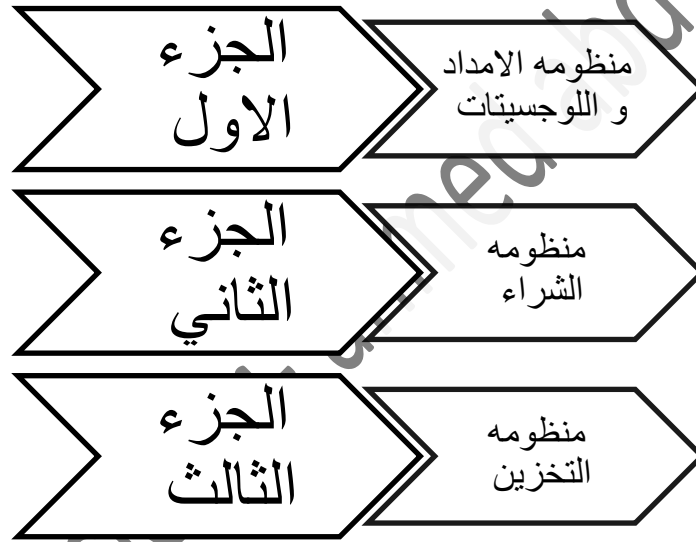 الجزء
الاول
منظومه الامداد
و اللوجسيتات
الجزء
الثاني
منظومه
الشراء
الجزء
الثالث
منظومه
التخزين